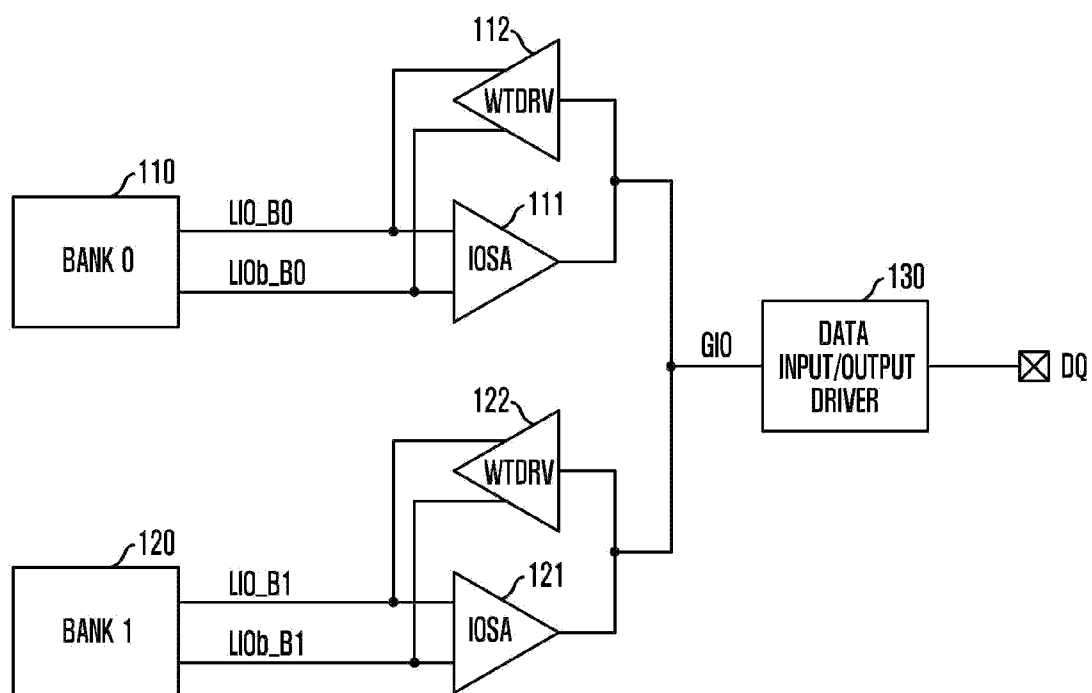 112
WTDRV
110
BANK 0
LIO_B0
LIOb_B0
111
IOSA
130
DATA
INPUT/OUTPUT
DRIVER
GIO
DQ
122
WTDRV
120
BANK 1
LIO_B1
LIOb_B1
121
IOSA